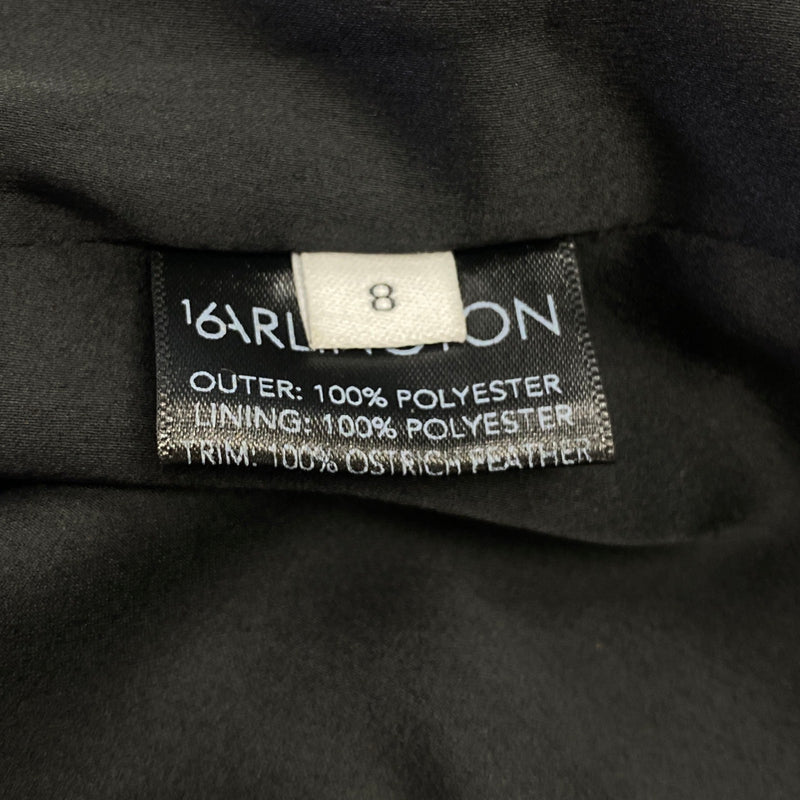 8
16ARLINGTON
OUTER: 100% POLYESTER
LINING: 100% POLYESTER
TRIM: 100% OSTRICH FEATHER